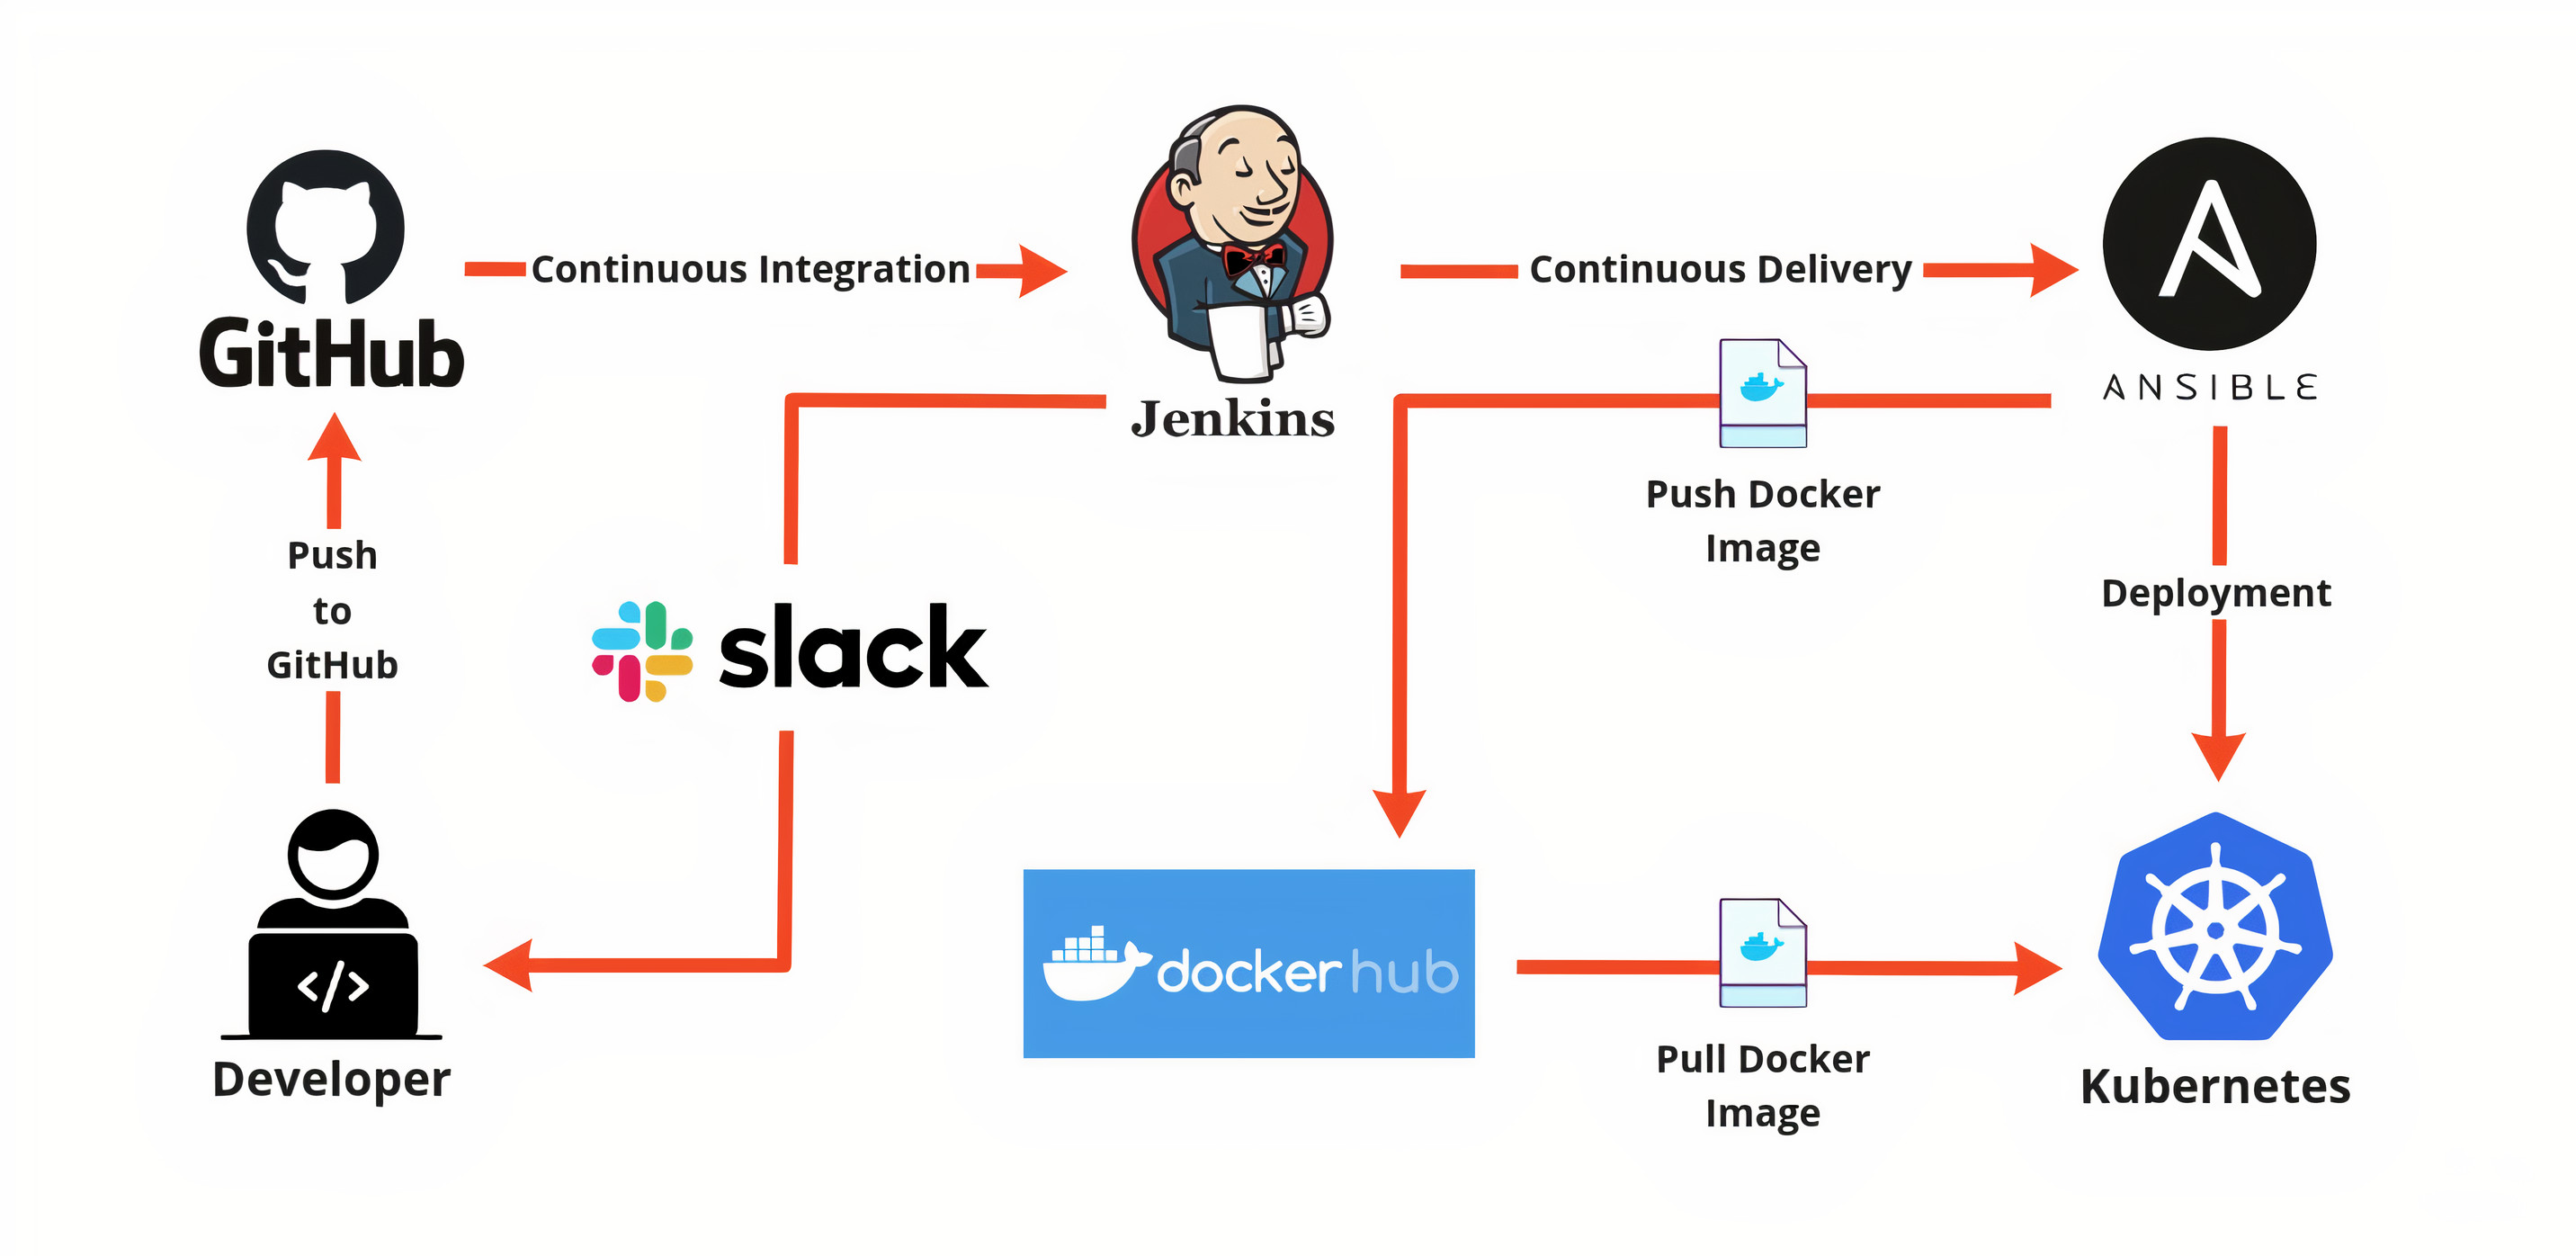 GitHub
Continuous Integration
Jenkins
Continuous Delivery
ANSIBLE
Push
to
GitHub
slack
Push Docker
Image
Deployment
</>
Developer
docker hub
Pull Docker
Image
Kubernetes